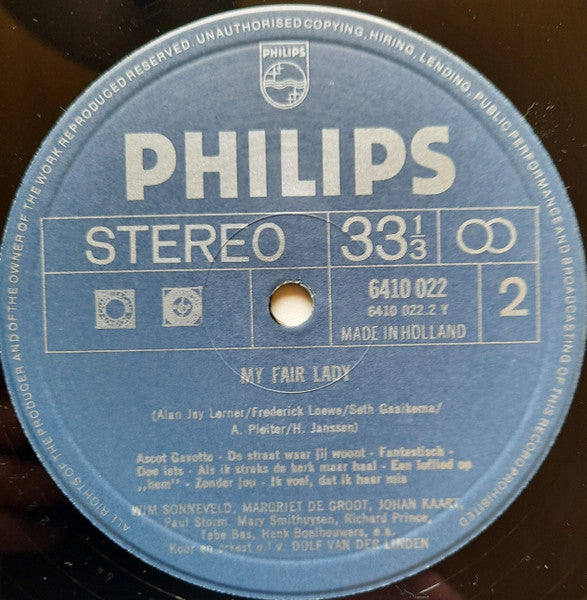 ALL RIGHTS OF THE PRODUCER AND OF THE OWNER OF THE WORK REPRODUCED RESERVED. UNAUTHORISED COPYING, HIRING, LENDING, PUBLIC PERFORMANCE AND BROADCASTING OF THIS RECORD PROHIBITED
PHILIPS
PHILIPS
STEREO 33 1/3
6410 022
6410 022.2 Y
2
MADE IN HOLLAND
MY FAIR LADY
(Alan Jay Lerner/Frederick Loewe/Seth Gaaikema/
A. Pleiter/H. Janssen)
Ascot Gavotte - De straat waar jij woont - Fantastisch -
Doe iets - Als ik straks de kerk maar haal - Een loflied op
„hem" - Zonder jou - Ik voel, dat ik haar mis
WIM SONNEVELD, MARGRIET DE GROOT, JOHAN KAART,
Paul Storm, Mary Smithuysen, Richard Prince,
Tabe Bas, Henk Boelhouwers, e.a.
Koor en orkest o.l.v. DOLF VAN DER LINDEN